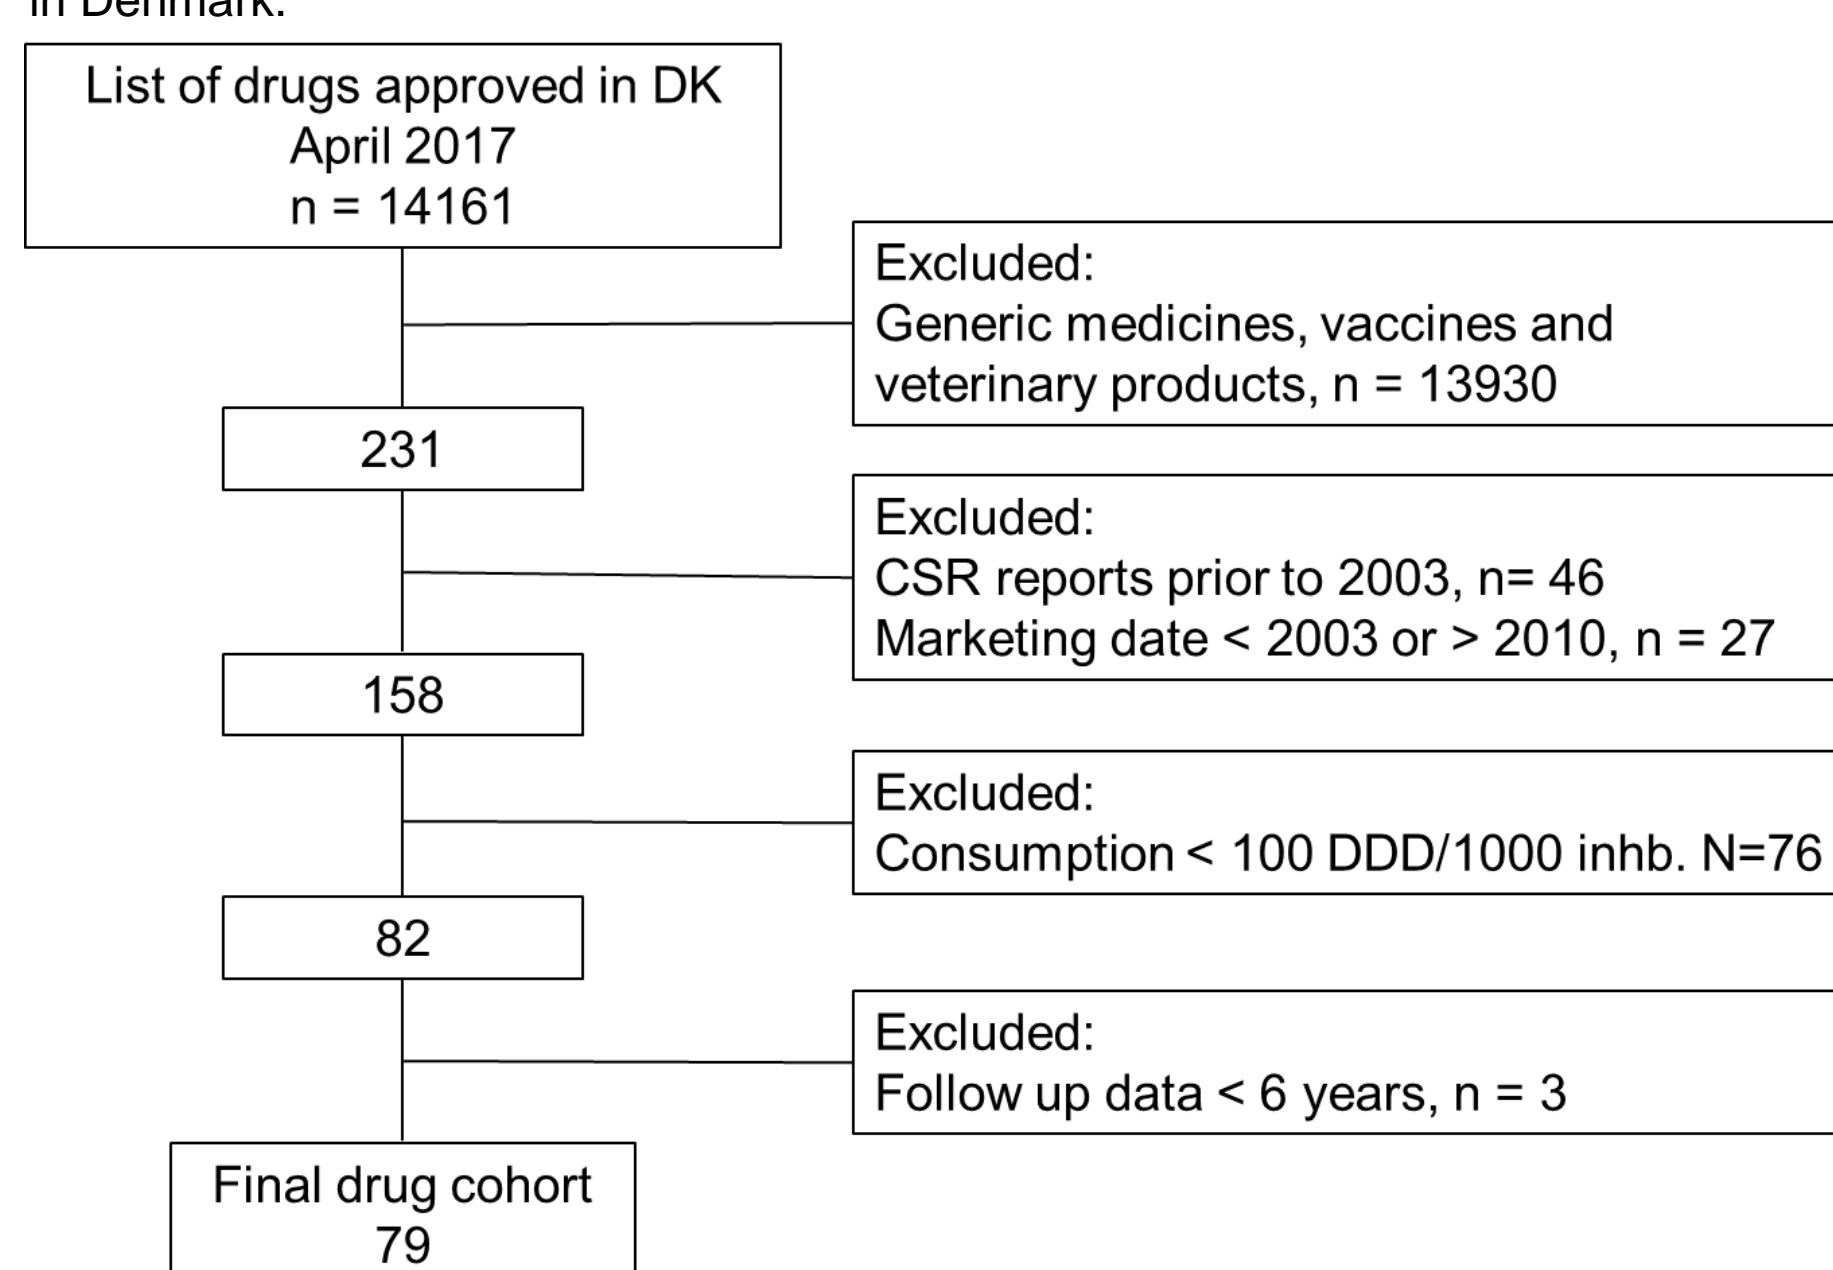 in Denmark.
List of drugs approved in DK
April 2017
n = 14161
Excluded:
Generic medicines, vaccines and
veterinary products, n = 13930
231
Excluded:
CSR reports prior to 2003, n= 46
Marketing date < 2003 or > 2010, n = 27
158
Excluded:
Consumption < 100 DDD/1000 inhb. N=76
82
Excluded:
Follow up data < 6 years, n = 3
Final drug cohort
79